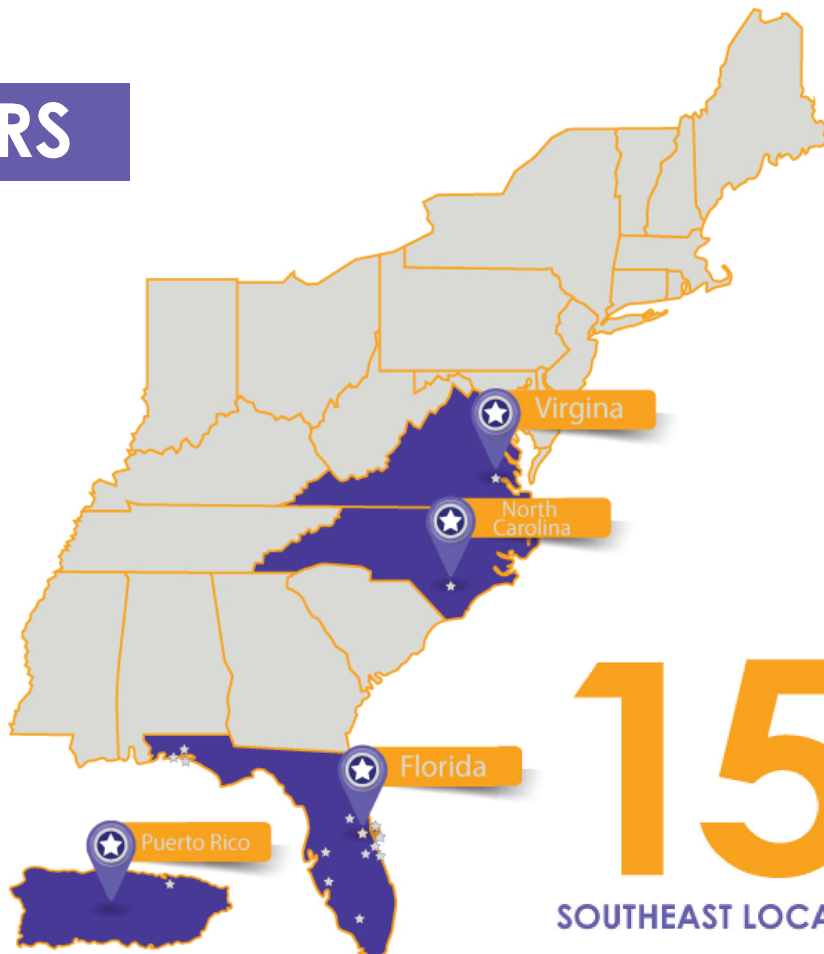 RS
Virgina
North
Carolina
Florida
Puerto Rico
15
SOUTHEAST LOCA